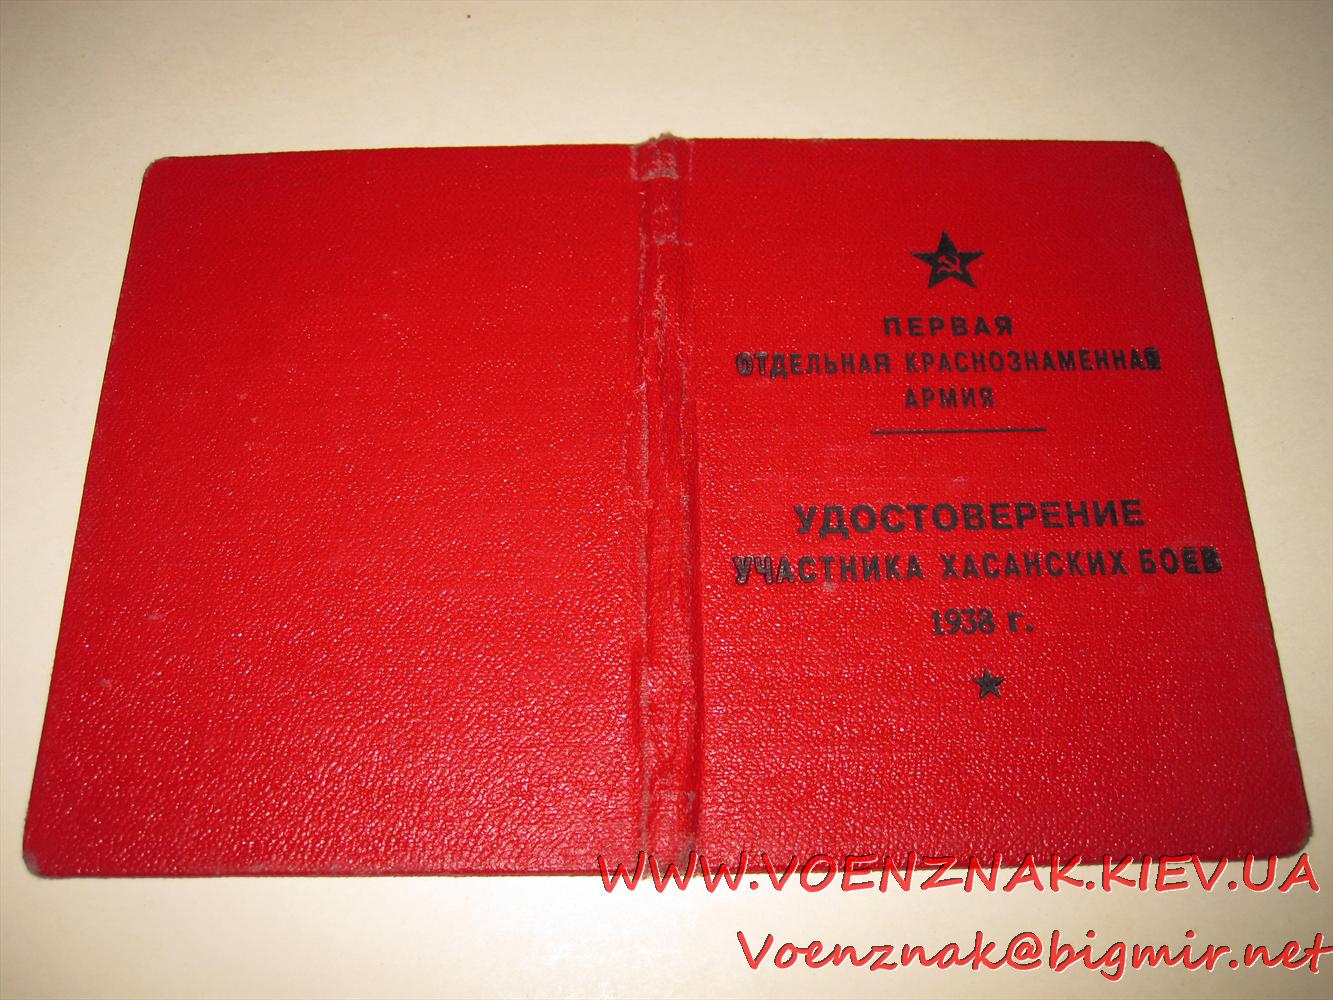 ПЕРВАЯ
ОТДЕЛЬНАЯ КРАСНОЗНАМЕННАЯ
АРМИЯ
УДОСТОВЕРЕНИЕ
УЧАСТНИКА ХАСАНСКИХ БОЕВ
1938 г.
WWW.VOENZNAK.KIEV.UA
Voenznak@bigmir.net